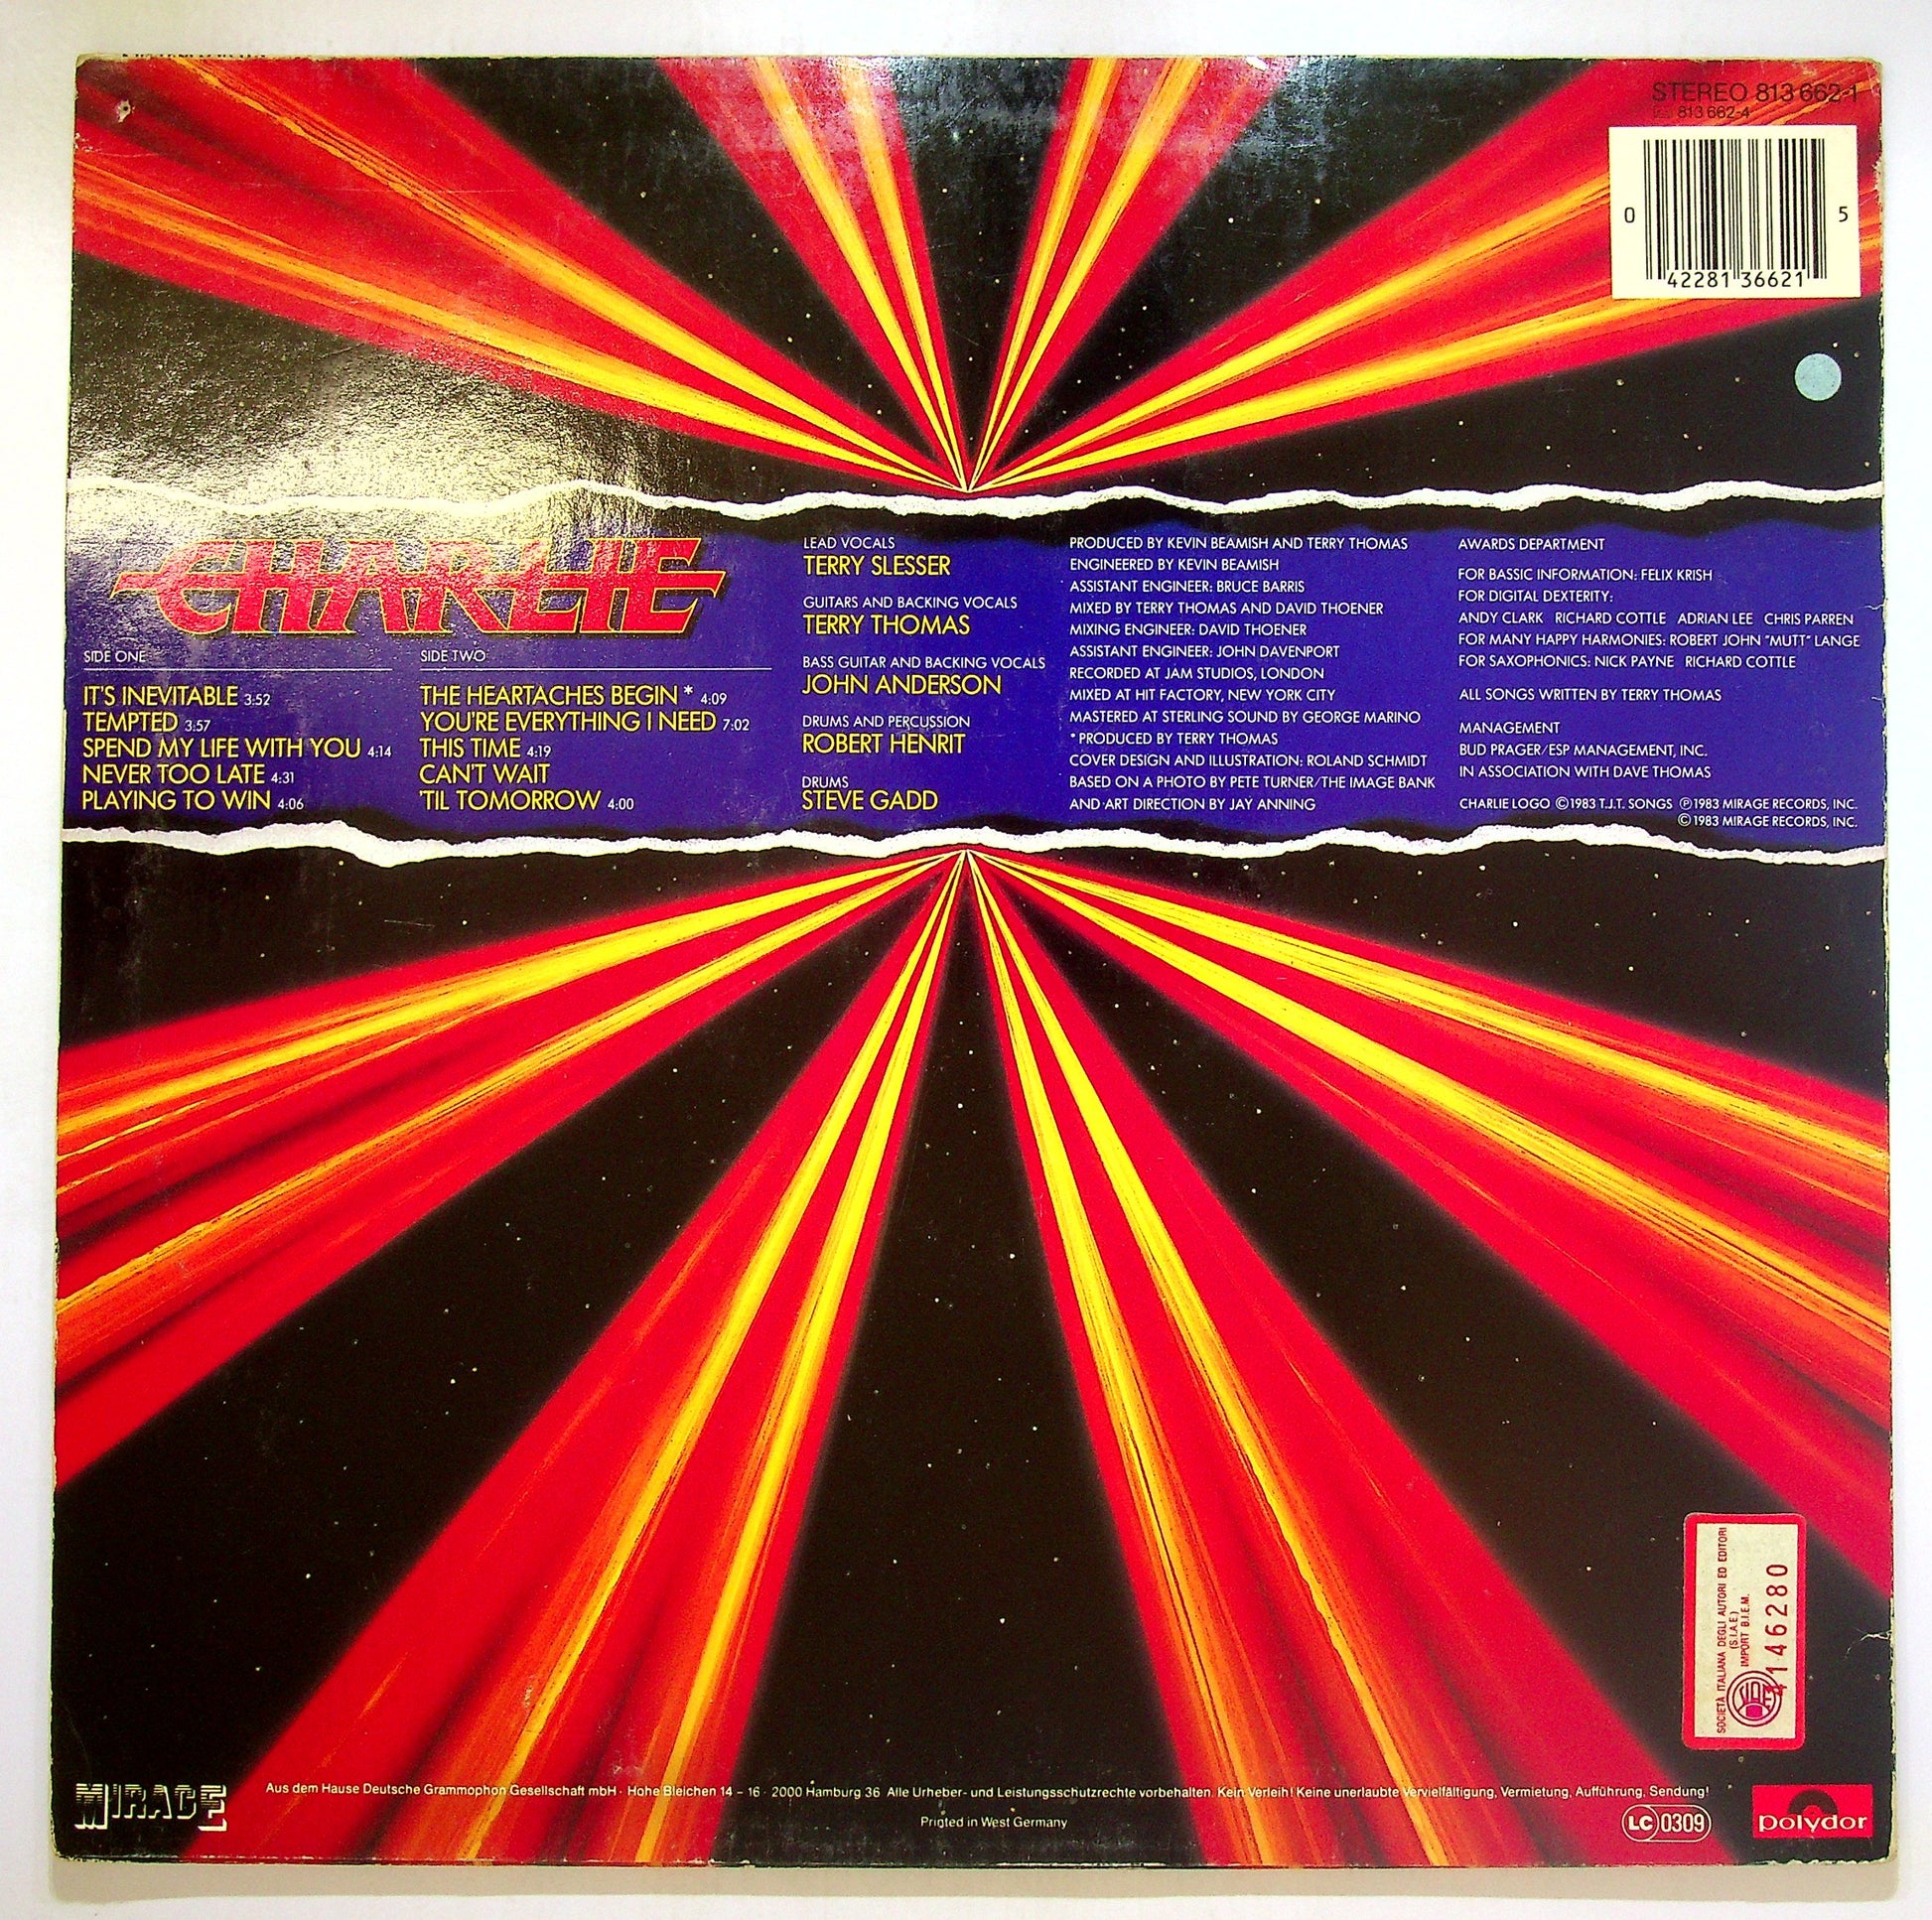 STEREO 813 662-1
813 662-4
0 42281 36621 5
CHARLIE
SIDE ONE
IT'S INEVITABLE 3:52
TEMPTED 3:57
SPEND MY LIFE WITH YOU 4:14
NEVER TOO LATE 4:31
PLAYING TO WIN 4:06
SIDE TWO
THE HEARTACHES BEGIN * 4:09
YOU'RE EVERYTHING I NEED 7:02
THIS TIME 4:19
CAN'T WAIT
'TIL TOMORROW 4:00
LEAD VOCALS
TERRY SLESSER
GUITARS AND BACKING VOCALS
TERRY THOMAS
BASS GUITAR AND BACKING VOCALS
JOHN ANDERSON
DRUMS AND PERCUSSION
ROBERT HENRIT
DRUMS
STEVE GADD
PRODUCED BY KEVIN BEAMISH AND TERRY THOMAS
ENGINEERED BY KEVIN BEAMISH
ASSISTANT ENGINEER: BRUCE BARRIS
MIXED BY TERRY THOMAS AND DAVID THOENER
MIXING ENGINEER: DAVID THOENER
ASSISTANT ENGINEER: JOHN DAVENPORT
RECORDED AT JAM STUDIOS, LONDON
MIXED AT HIT FACTORY, NEW YORK CITY
MASTERED AT STERLING SOUND BY GEORGE MARINO
* PRODUCED BY TERRY THOMAS
COVER DESIGN AND ILLUSTRATION: ROLAND SCHMIDT
BASED ON A PHOTO BY PETE TURNER/THE IMAGE BANK
AND ART DIRECTION BY JAY ANNING
AWARDS DEPARTMENT
FOR BASSIC INFORMATION: FELIX KRISH
FOR DIGITAL DEXTERITY:
ANDY CLARK RICHARD COTTLE ADRIAN LEE CHRIS PARREN
FOR MANY HAPPY HARMONIES: ROBERT JOHN "MUTT" LANGE
FOR SAXOPHONICS: NICK PAYNE RICHARD COTTLE
ALL SONGS WRITTEN BY TERRY THOMAS
MANAGEMENT
BUD PRAGER/ESP MANAGEMENT, INC.
IN ASSOCIATION WITH DAVE THOMAS
CHARLIE LOGO ©1983 T.J.T. SONGS ℗1983 MIRAGE RECORDS, INC.
©1983 MIRAGE RECORDS, INC.
SOCIETÀ ITALIANA DEGLI AUTORI ED EDITORI
(S.I.A.E.)
IMPORT B.I.E.M.
146280
MIRAGE
Aus dem Hause Deutsche Grammophon Gesellschaft mbH · Hohe Bleichen 14 – 16 · 2000 Hamburg 36 Alle Urheber- und Leistungsschutzrechte vorbehalten. Kein Verleih! Keine unerlaubte Vervielfältigung, Vermietung, Aufführung, Sendung!
Printed in West Germany
LC 0309
polydor